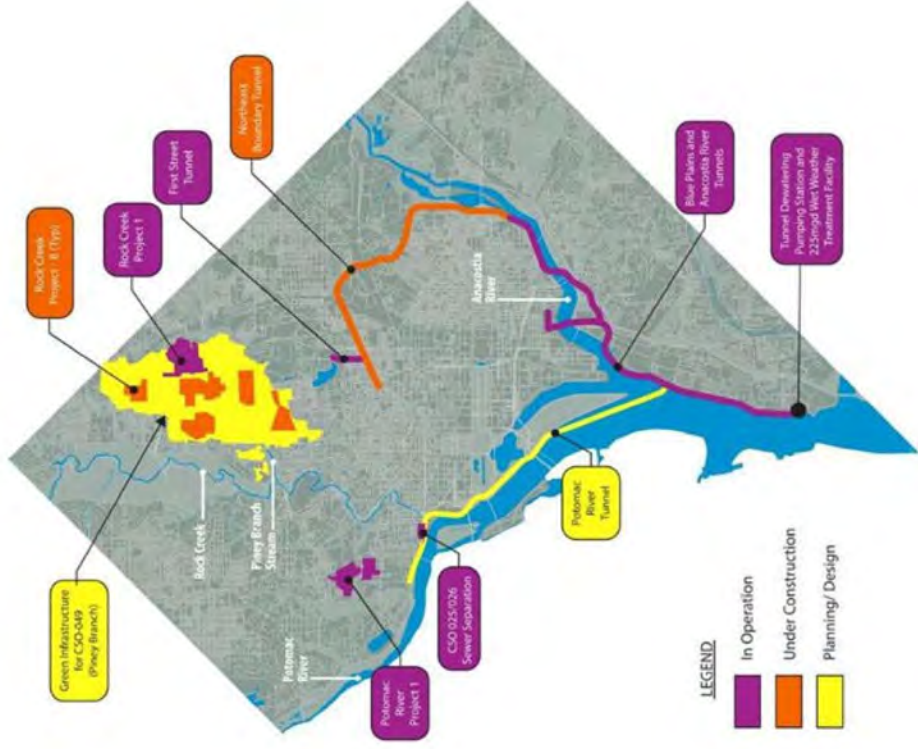 Rock Creek
Project - B (Typ)
Rock Creek
Project 1
First Street
Tunnel
Northeast
Boundary Tunnel
Green Infrastructure
for CSO-049
(Piney Branch)
Rock Creek
Piney Branch
Stream
Potomac
River
Potomac
River
Project 1
CSO 025/026
Sewer Separation
Potomac
River
Tunnel
Anacostia
River
Blue Plains and
Anacostia River
Tunnels
Tunnel Dewatering
Pumping Station and
225mgd Wet Weather
Treatment Facility
LEGEND
In Operation
Under Construction
Planning/ Design